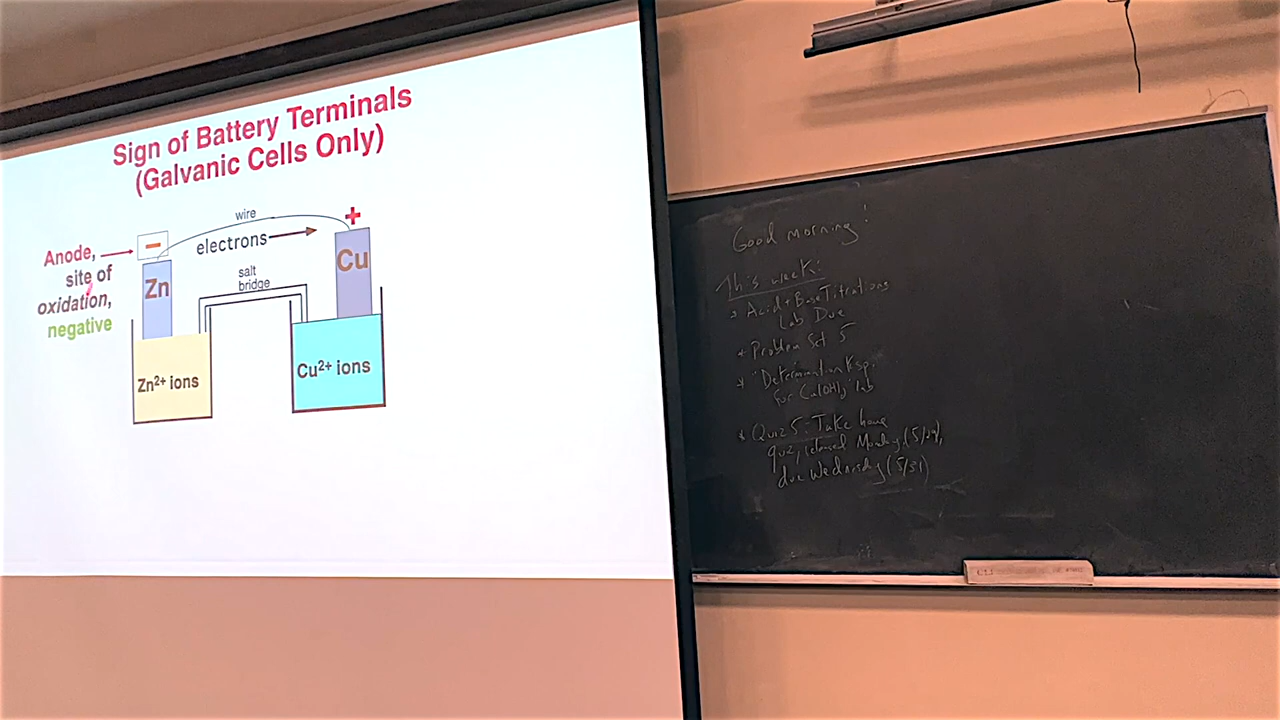 Sign of Battery Terminals
(Galvanic Cells Only)
wire
+
electrons
Anode,
site of
oxidation,
negative
−
Zn
Cu
salt
bridge
Zn2+ ions
Cu2+ ions
Good morning!
This week:
* Acid + Base Titrations
Lab Due
* Problem Set 5
* "Determination Ksp
for Ca(OH)2" lab
* Quiz 5: Take home
quiz, released Monday (5/29),
due Wednesday (5/31)